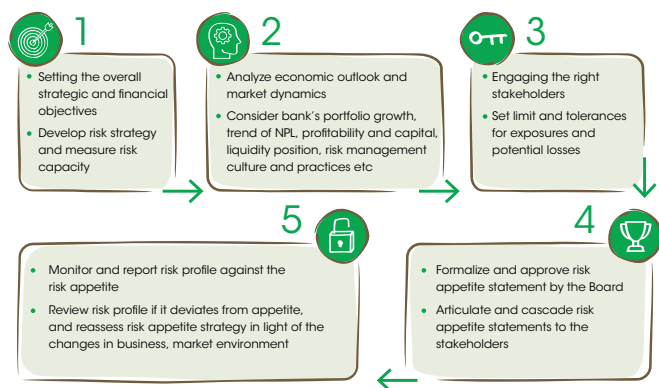 1
• Setting the overall
strategic and financial
objectives
• Develop risk strategy
and measure risk
capacity
2
• Analyze economic outlook and
market dynamics
• Consider bank's portfolio growth,
trend of NPL, profitability and capital,
liquidity position, risk management
culture and practices etc
3
• Engaging the right
stakeholders
• Set limit and tolerances
for exposures and
potential losses
4
• Formalize and approve risk
appetite statement by the Board
• Articulate and cascade risk
appetite statements to the
stakeholders
5
• Monitor and report risk profile against the
risk appetite
• Review risk profile if it deviates from appetite,
and reassess risk appetite strategy in light of the
changes in business, market environment